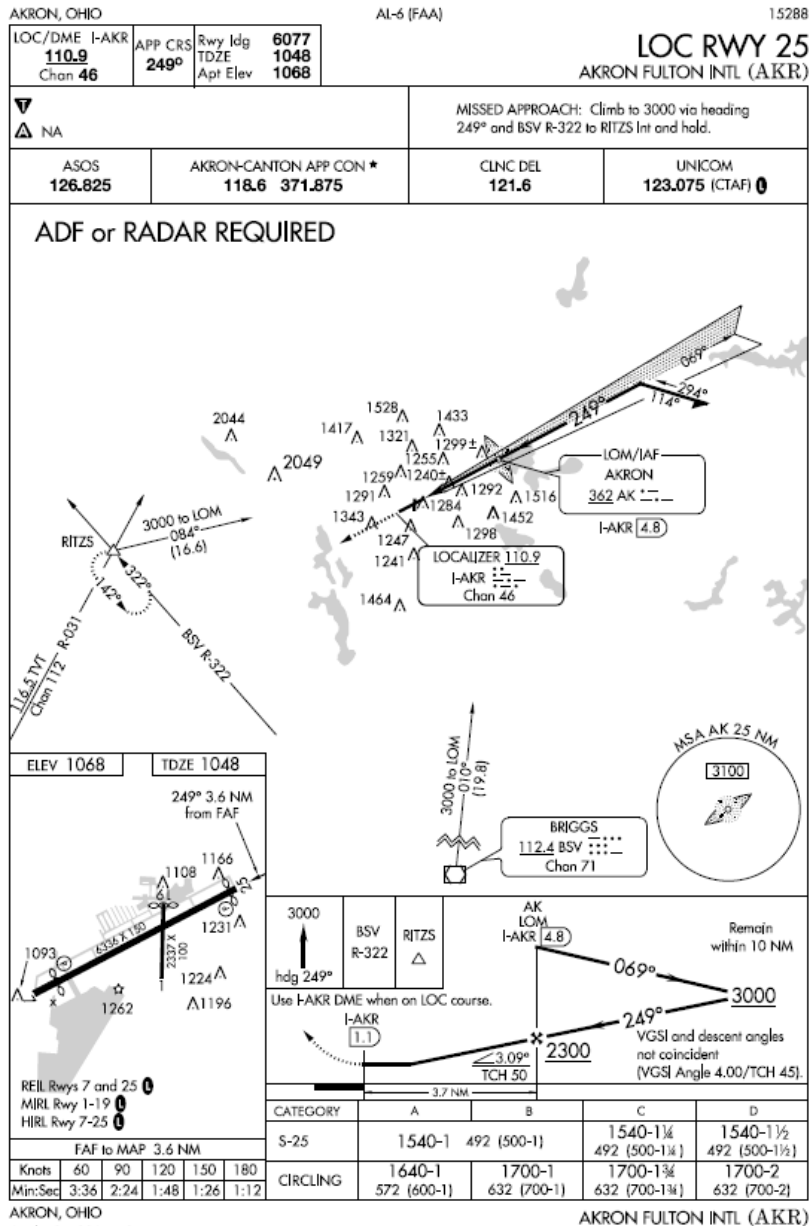 AKRON, OHIO
AL-6 (FAA)
15288
LOC/DME I-AKR
110.9
Chan 46
APP CRS
249°
Rwy ldg 6077
TDZE 1048
Apt Elev 1068
LOC RWY 25
AKRON FULTON INTL (AKR)
T
A NA
MISSED APPROACH: Climb to 3000 via heading
249° and BSV R-322 to RITZS Int and hold.
ASOS
126.825
AKRON-CANTON APP CON ★
118.6 371.875
CLNC DEL
121.6
UNICOM
123.075 (CTAF) L
ADF or RADAR REQUIRED
069°
294°
114°
249°
2044
2049
1528
1417
1433
1321
1299±
1255
1259
1240±
1291
1292
1516
1284
1343
1452
1298
1247
1241
1464
LOM/IAF
AKRON
362 AK
I-AKR 4.8
LOCALIZER 110.9
I-AKR
Chan 46
RITZS
3000 to LOM
084°
(16.6)
322°
142°
BSV R-322
R-031
116.5 TVT
Chan 112
3000 to LOM
010°
(19.8)
BRIGGS
112.4 BSV
Chan 71
MSA AK 25 NM
3100
ELEV 1068
TDZE 1048
249° 3.6 NM
from FAF
1166
1108
19
25
6336 X 150
2337 X
100
1231
1093
1224
1262
1196
1
REIL Rwys 7 and 25 L
MIRL Rwy 1-19 L
HIRL Rwy 7-25 L
FAF to MAP 3.6 NM
Knots 60 90 120 150 180
Min:Sec 3:36 2:24 1:48 1:26 1:12
3000
hdg 249°
BSV
R-322
RITZS
Use I-AKR DME when on LOC course.
I-AKR
1.1
AK
LOM
I-AKR 4.8
Remain
within 10 NM
069°
3000
249°
2300
VGSI and descent angles
not coincident
(VGSI Angle 4.00/TCH 45).
3.09°
TCH 50
3.7 NM
CATEGORY A B C D
S-25 1540-1 492 (500-1) 1540-1¼ 492 (500-1¼) 1540-1½ 492 (500-1½)
CIRCLING 1640-1 572 (600-1) 1700-1 632 (700-1) 1700-1¾ 632 (700-1¾) 1700-2 632 (700-2)
AKRON, OHIO
AKRON FULTON INTL (AKR)